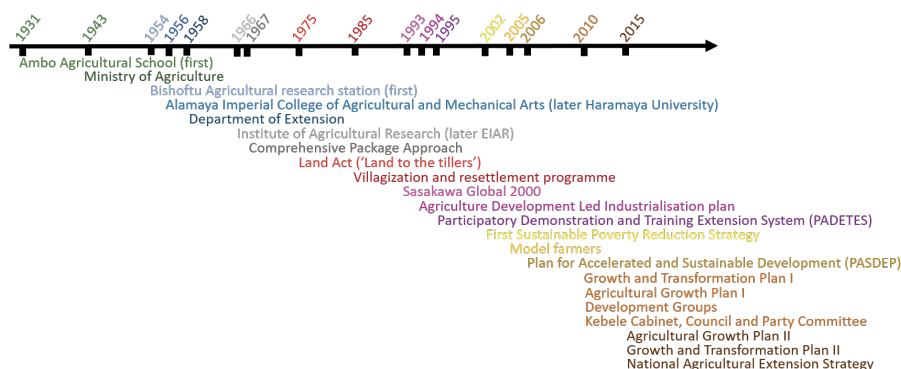 1931 1943 1954 1956 1958 1966 1967 1975 1985 1993 1994 1995 2002 2005 2006 2010 2015
Ambo Agricultural School (first)
Ministry of Agriculture
Bishoftu Agricultural research station (first)
Alamaya Imperial College of Agricultural and Mechanical Arts (later Haramaya University)
Department of Extension
Institute of Agricultural Research (later EIAR)
Comprehensive Package Approach
Land Act (‘Land to the tillers’)
Villagization and resettlement programme
Sasakawa Global 2000
Agriculture Development Led Industrialisation plan
Participatory Demonstration and Training Extension System (PADETES)
First Sustainable Poverty Reduction Strategy
Model farmers
Plan for Accelerated and Sustainable Development (PASDEP)
Growth and Transformation Plan I
Agricultural Growth Plan I
Development Groups
Kebele Cabinet, Council and Party Committee
Agricultural Growth Plan II
Growth and Transformation Plan II
National Agricultural Extension Strategy